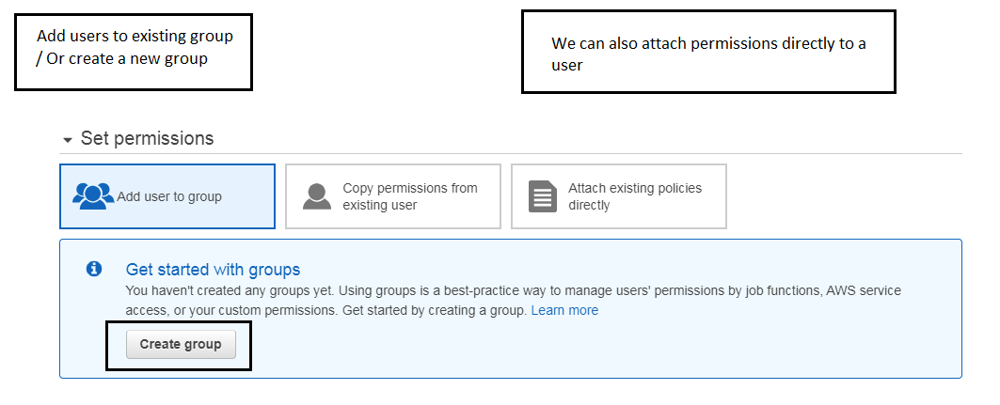 Add users to existing group
/ Or create a new group
We can also attach permissions directly to a
user
Set permissions
Add user to group
Copy permissions from
existing user
Attach existing policies
directly
Get started with groups
You haven't created any groups yet. Using groups is a best-practice way to manage users' permissions by job functions, AWS service
access, or your custom permissions. Get started by creating a group. Learn more
Create group